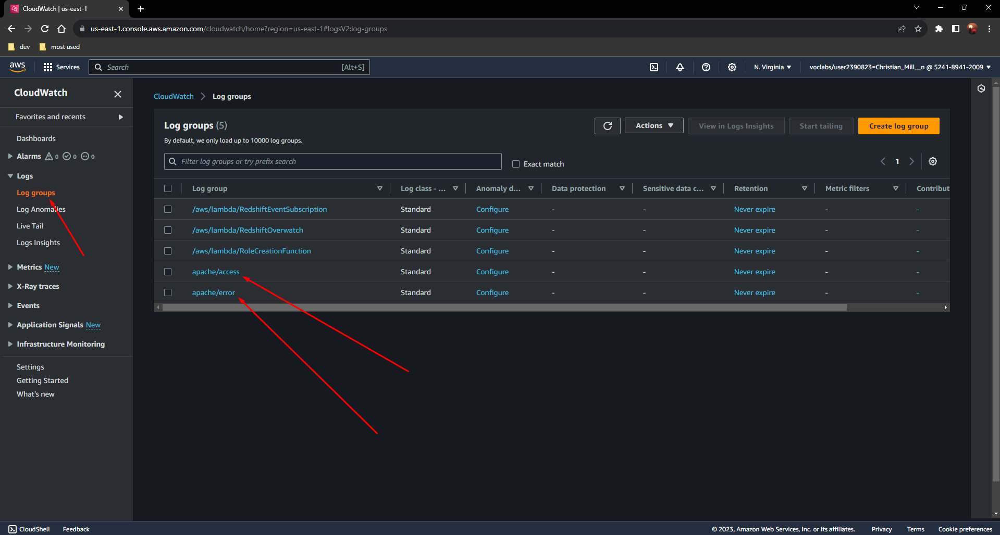 CloudWatch | us-east-1
us-east-1.console.aws.amazon.com/cloudwatch/home?region=us-east-1#logsV2:log-groups
dev most used
aws Services Search [Alt+S] N. Virginia voclabs/user2390823=Christian_Mill__n @ 5241-8941-2009
CloudWatch
Favorites and recents
Dashboards
Alarms 0 0 0
Logs
Log groups
Log Anomalies
Live Tail
Logs Insights
Metrics New
X-Ray traces
Events
Application Signals New
Infrastructure Monitoring
Settings
Getting Started
What's new
CloudWatch Log groups
Log groups (5)
By default, we only load up to 10000 log groups.
Actions View in Logs Insights Start tailing Create log group
Filter log groups or try prefix search Exact match 1
Log group Log class - ... Anomaly d... Data protection Sensitive data c... Retention Metric filters Contribut
/aws/lambda/RedshiftEventSubscription Standard Configure - - Never expire - -
/aws/lambda/RedshiftOverwatch Standard Configure - - Never expire - -
/aws/lambda/RoleCreationFunction Standard Configure - - Never expire - -
apache/access Standard Configure - - Never expire - -
apache/error Standard Configure - - Never expire - -
CloudShell Feedback © 2023, Amazon Web Services, Inc. or its affiliates. Privacy Terms Cookie preferences